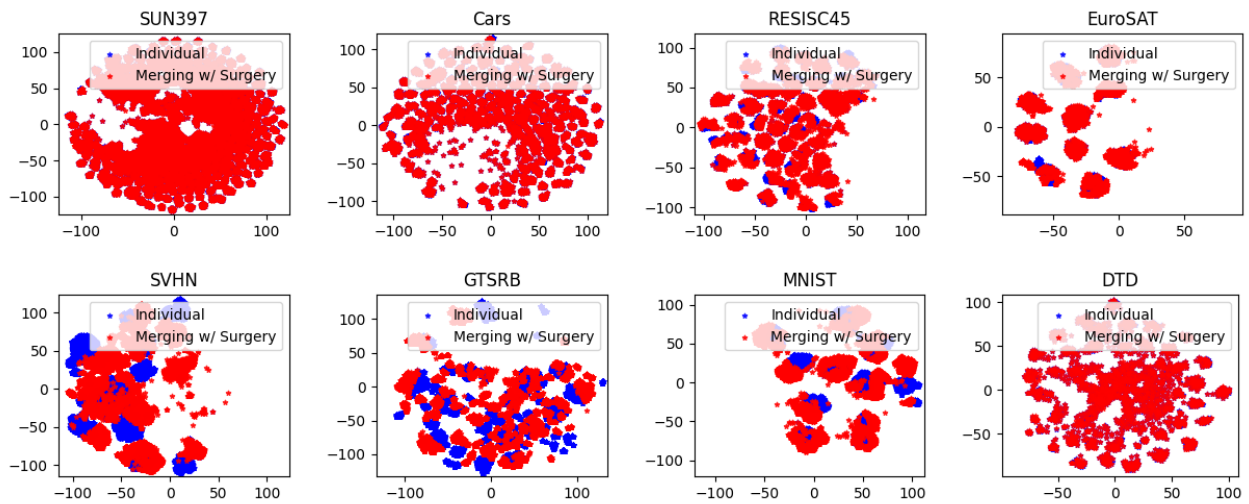 SUN397
Individual
Merging w/ Surgery
100
50
0
−50
−100
−100 0 100
Cars
Individual
Merging w/ Surgery
100
50
0
−50
−100
−100 −50 0 50 100
RESISC45
Individual
Merging w/ Surgery
100
50
0
−50
−100
−100 −50 0 50 100
EuroSAT
Individual
Merging w/ Surgery
50
0
−50
−50 0 50
SVHN
Individual
Merging w/ Surgery
100
50
0
−50
−100
−100 −50 0 50 100
GTSRB
Individual
Merging w/ Surgery
150
100
50
0
−50
−100
−100 0 100
MNIST
Individual
Merging w/ Surgery
100
50
0
−50
−100
−100 −50 0 50 100
DTD
Individual
Merging w/ Surgery
100
50
0
−50
−50 0 50 100